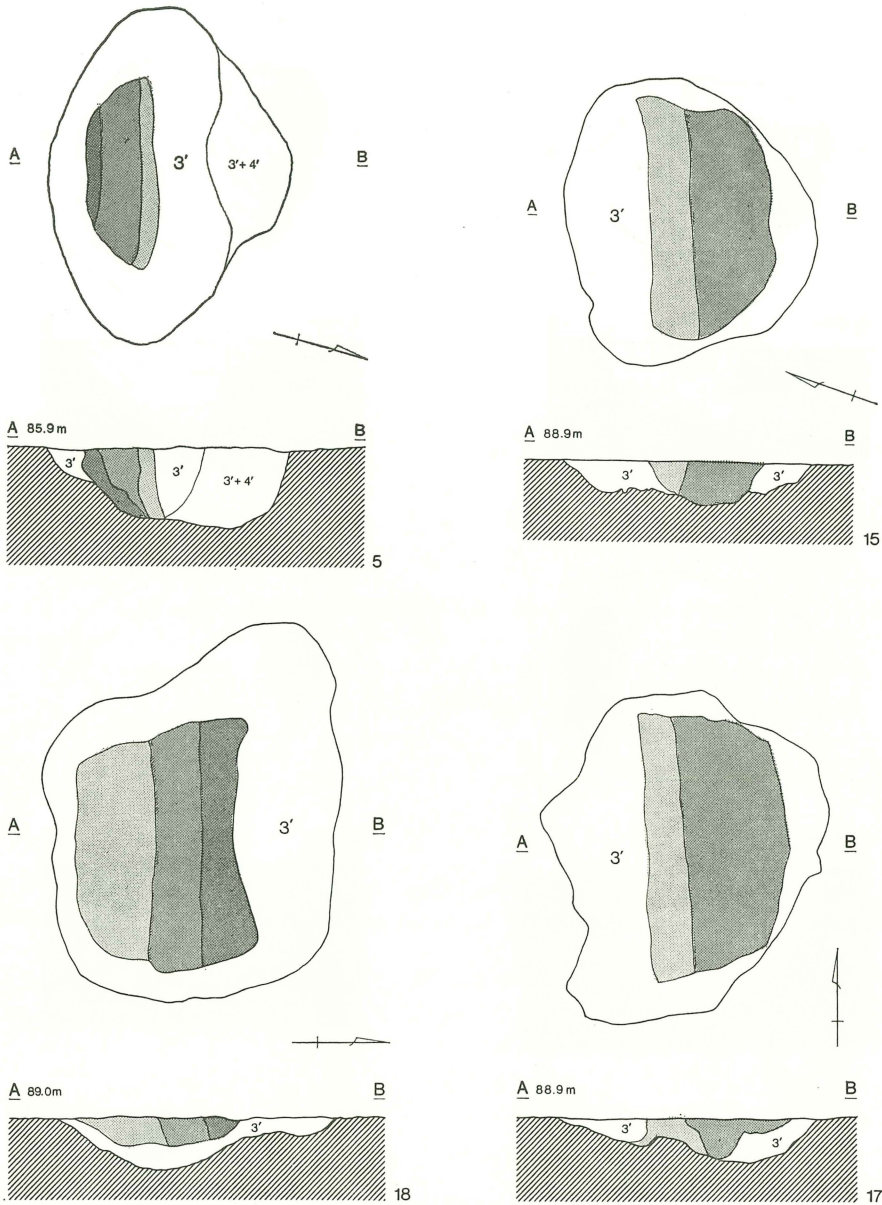 A 3′ 3′+ 4′ B
A 85.9m B
3′ 3′ 3′+ 4′
5
A 3′ B
A 88.9m B
3′ 3′
15
A 3′ B
A 89.0m B
3′
18
A 3′ B
A 88.9m B
3′ 3′
17